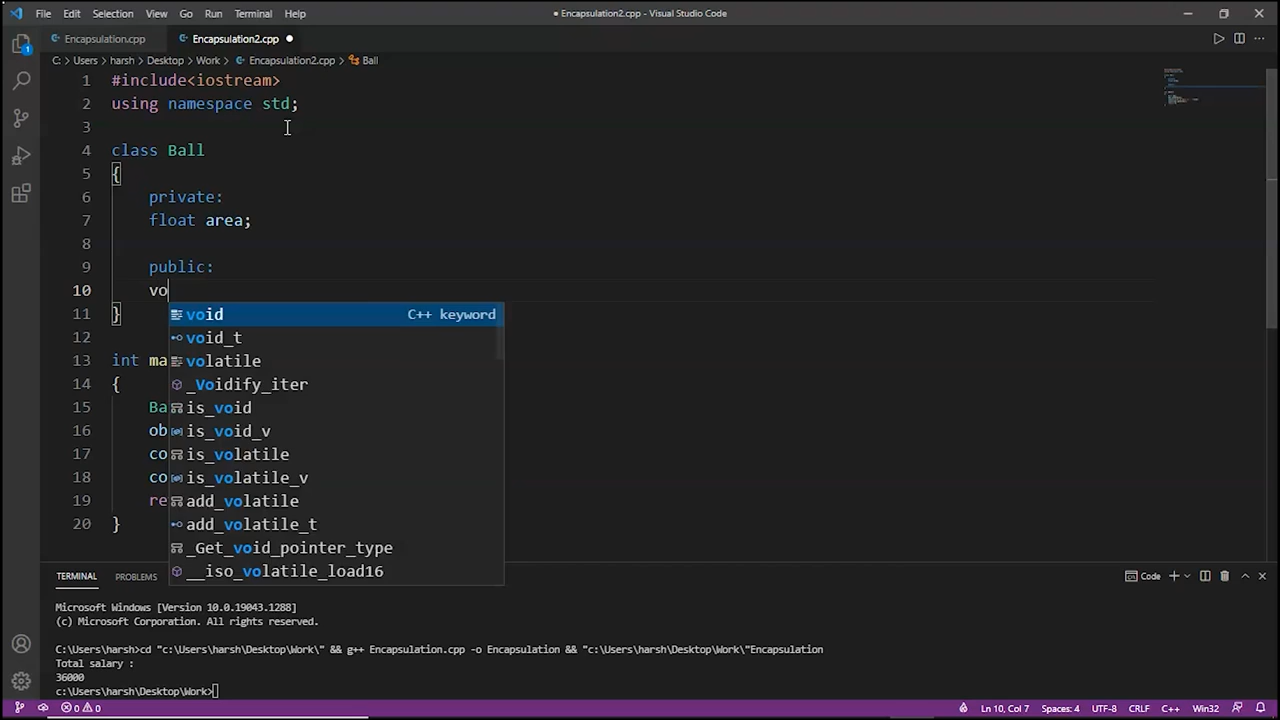 File Edit Selection View Go Run Terminal Help
● Encapsulation2.cpp - Visual Studio Code
Encapsulation.cpp Encapsulation2.cpp ●
C: > Users > harsh > Desktop > Work > Encapsulation2.cpp > Ball
1 #include<iostream>
2 using namespace std;
3
4 class Ball
5 {
6 private:
7 float area;
8
9 public:
10 vo
void C++ keyword
11 }
12 void_t
volatile
13 int ma
14 { _Voidify_iter
15 Ba is_void
16 ob is_void_v
17 co is_volatile
18 co is_volatile_v
19 re add_volatile
20 } add_volatile_t
_Get_void_pointer_type
__iso_volatile_load16
TERMINAL PROBLEMS
Code
Microsoft Windows [Version 10.0.19043.1288]
(c) Microsoft Corporation. All rights reserved.
C:\Users\harsh>cd "c:\Users\harsh\Desktop\Work\" && g++ Encapsulation.cpp -o Encapsulation && "c:\Users\harsh\Desktop\Work\"Encapsulation
Total salary :
36000
c:\Users\harsh\Desktop\Work>
0 0 Ln 10, Col 7 Spaces: 4 UTF-8 CRLF C++ Win32